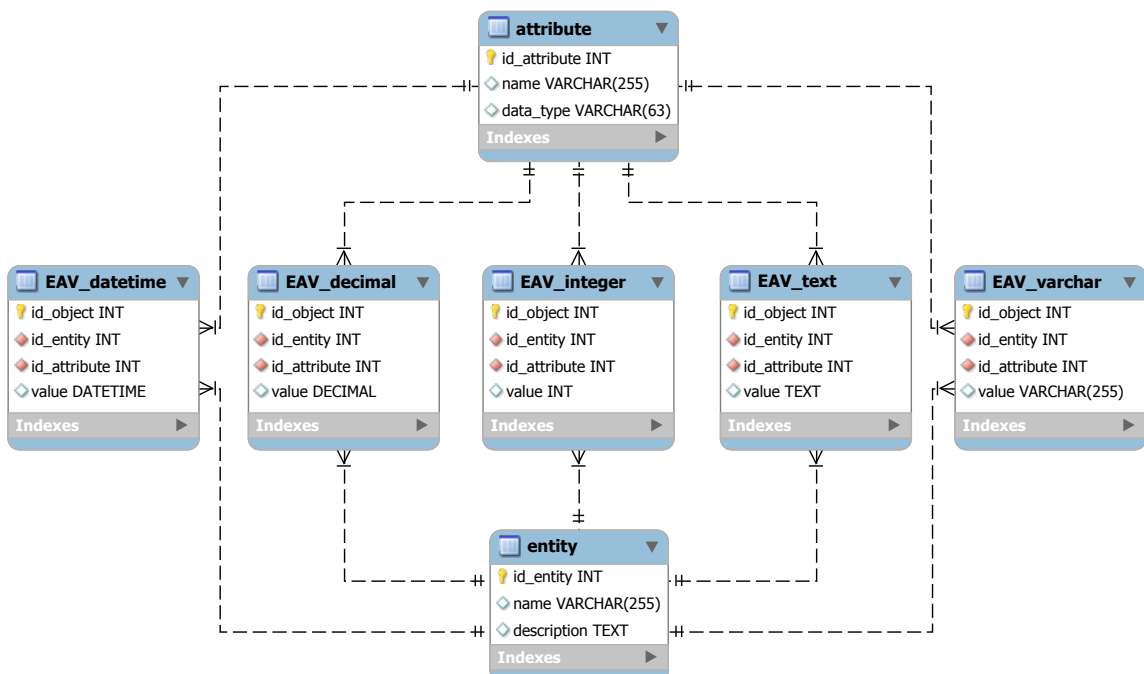 attribute
id_attribute INT
name VARCHAR(255)
data_type VARCHAR(63)
Indexes
EAV_datetime
id_object INT
id_entity INT
id_attribute INT
value DATETIME
Indexes
EAV_decimal
id_object INT
id_entity INT
id_attribute INT
value DECIMAL
Indexes
EAV_integer
id_object INT
id_entity INT
id_attribute INT
value INT
Indexes
EAV_text
id_object INT
id_entity INT
id_attribute INT
value TEXT
Indexes
EAV_varchar
id_object INT
id_entity INT
id_attribute INT
value VARCHAR(255)
Indexes
entity
id_entity INT
name VARCHAR(255)
description TEXT
Indexes